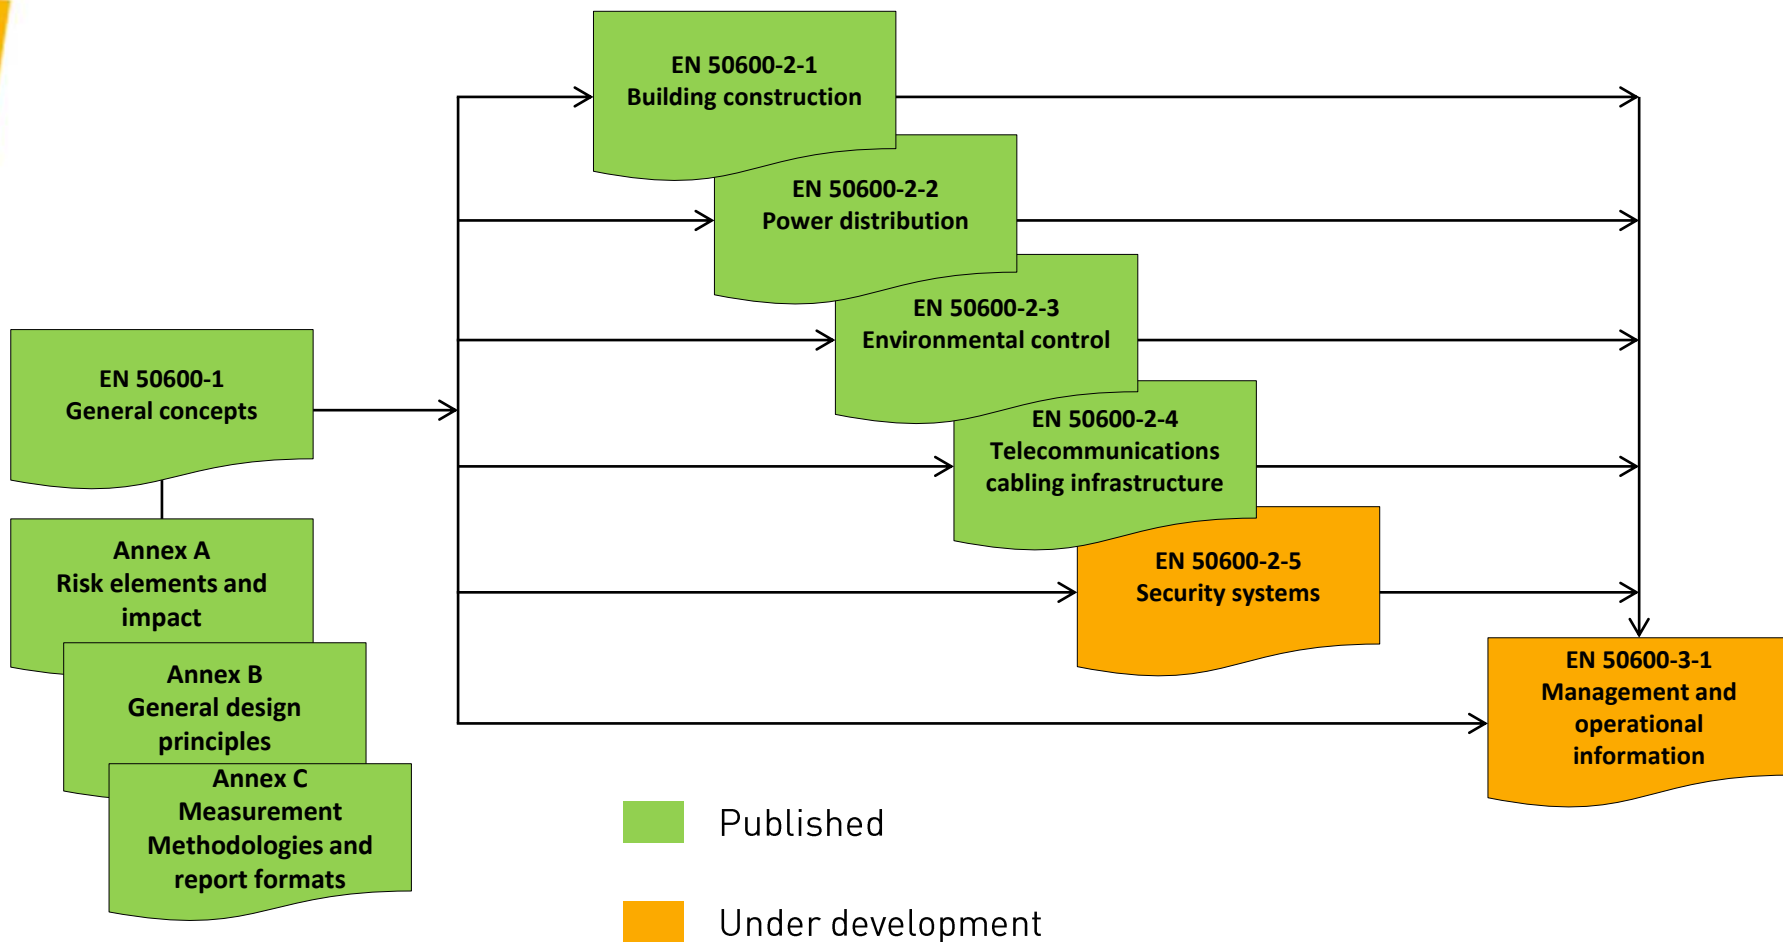 EN 50600-2-1
Building construction
EN 50600-2-2
Power distribution
EN 50600-2-3
Environmental control
EN 50600-1
General concepts
EN 50600-2-4
Telecommunications
cabling infrastructure
Annex A
Risk elements and
impact
EN 50600-2-5
Security systems
Annex B
General design
principles
EN 50600-3-1
Management and
operational
information
Annex C
Measurement
Methodologies and
report formats
Published
Under development